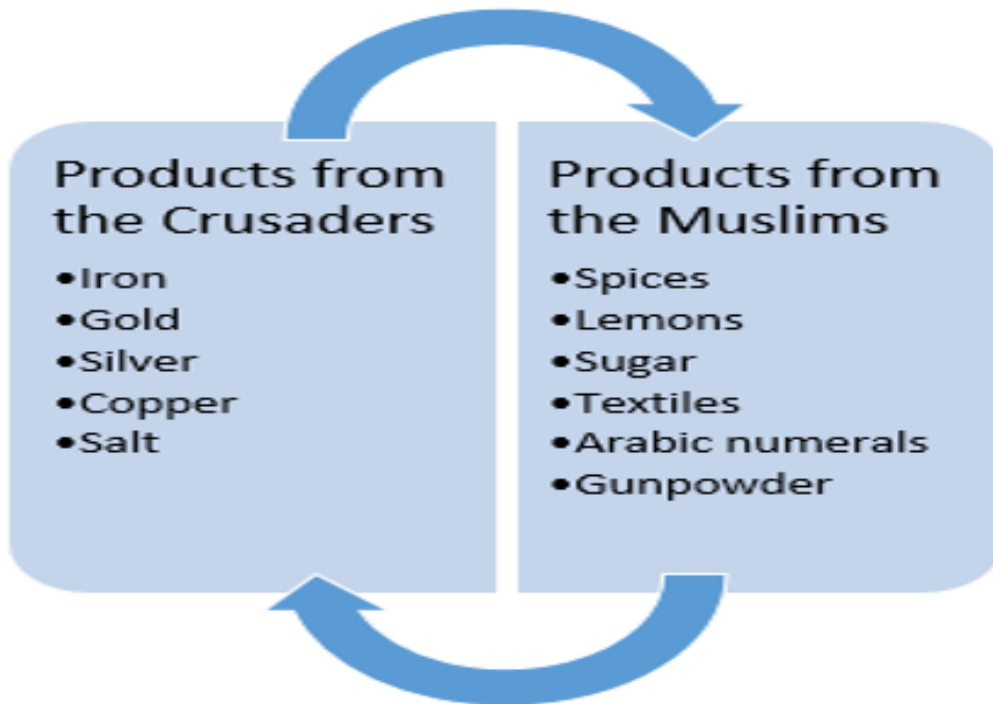 Products from
the Crusaders
•Iron
•Gold
•Silver
•Copper
•Salt
Products from
the Muslims
•Spices
•Lemons
•Sugar
•Textiles
•Arabic numerals
•Gunpowder